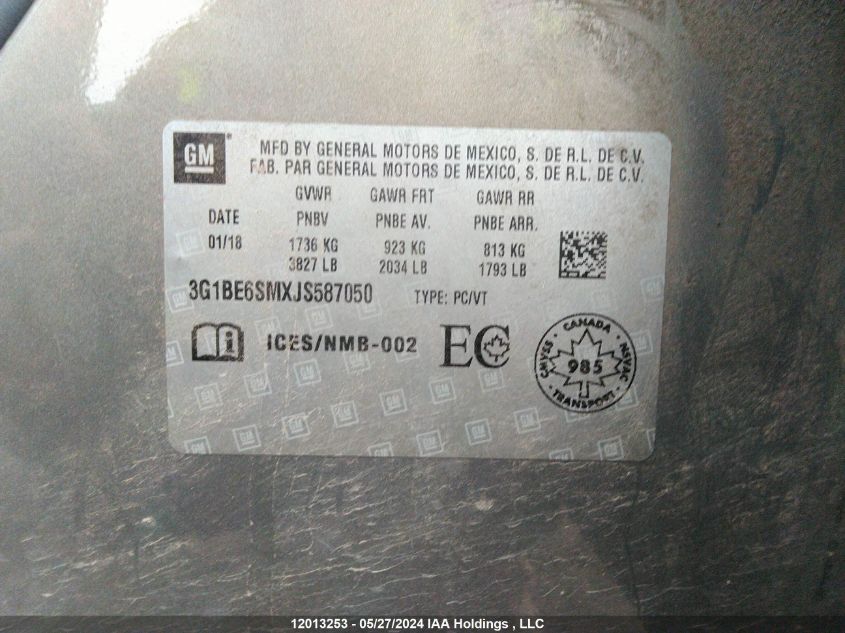 GM
MFD BY GENERAL MOTORS DE MEXICO, S. DE R.L. DE C.V.
FAB. PAR GENERAL MOTORS DE MEXICO, S. DE R.L. DE C.V.
GVWR GAWR FRT GAWR RR
DATE PNBV PNBE AV. PNBE ARR.
01/18 1736 KG 923 KG 813 KG
3827 LB 2034 LB 1793 LB
3G1BE6SMXJS587050 TYPE: PC/VT
i ICES/NMB-002 EC
CANADA
CMVSS 985 NSVAC
TRANSPORT
12013253 - 05/27/2024 IAA Holdings , LLC